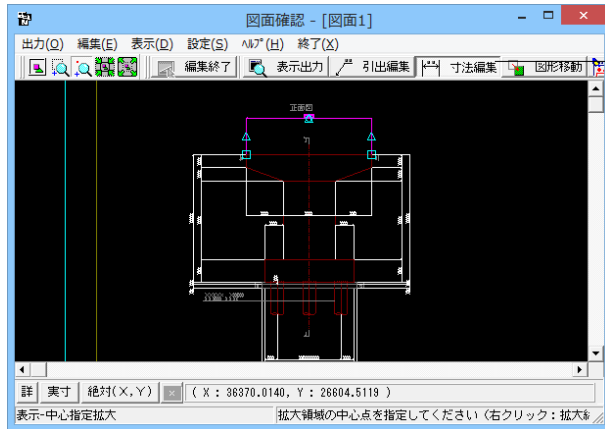 図面確認 - [図面1]
出力(O) 編集(E) 表示(D) 設定(S) ﾍﾙﾌﾟ(H) 終了(X)
編集終了 表示出力 引出編集 寸法編集 図形移動
正面図
詳 実寸 絶対(X,Y) × ( X : 36370.0140, Y : 26604.5119 )
表示-中心指定拡大 拡大領域の中心点を指定してください（右クリック：拡大